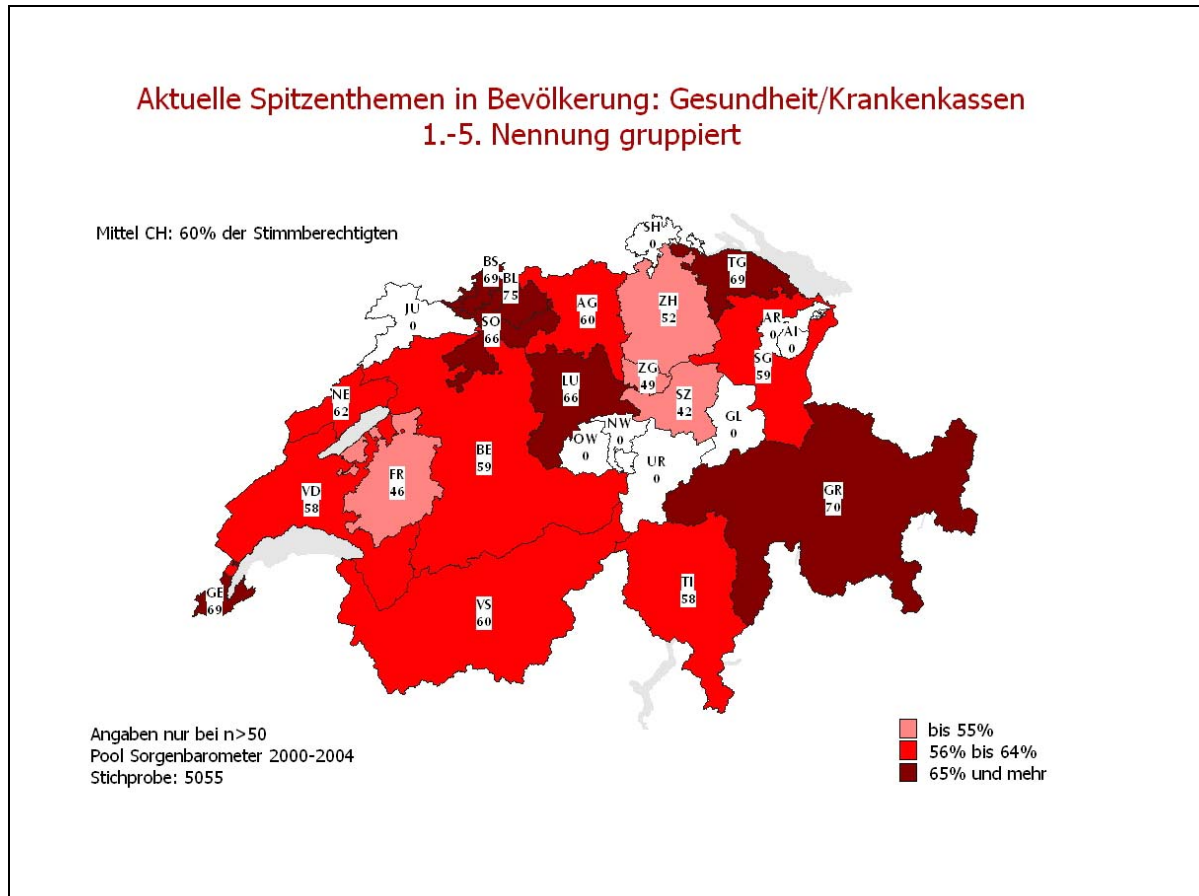 Aktuelle Spitzenthemen in Bevölkerung: Gesundheit/Krankenkassen
1.-5. Nennung gruppiert
Mittel CH: 60% der Stimmberechtigten
SH
0
BS
69
BL
75
TG
69
JU
0
AG
60
ZH
52
AR
0
AI
0
SO
66
SG
59
ZG
49
LU
66
SZ
42
NE
62
GL
0
NW
0
OW
0
BE
59
UR
0
FR
46
VD
58
GR
70
GE
69
VS
60
TI
58
Angaben nur bei n>50
Pool Sorgenbarometer 2000-2004
Stichprobe: 5055
bis 55%
56% bis 64%
65% und mehr